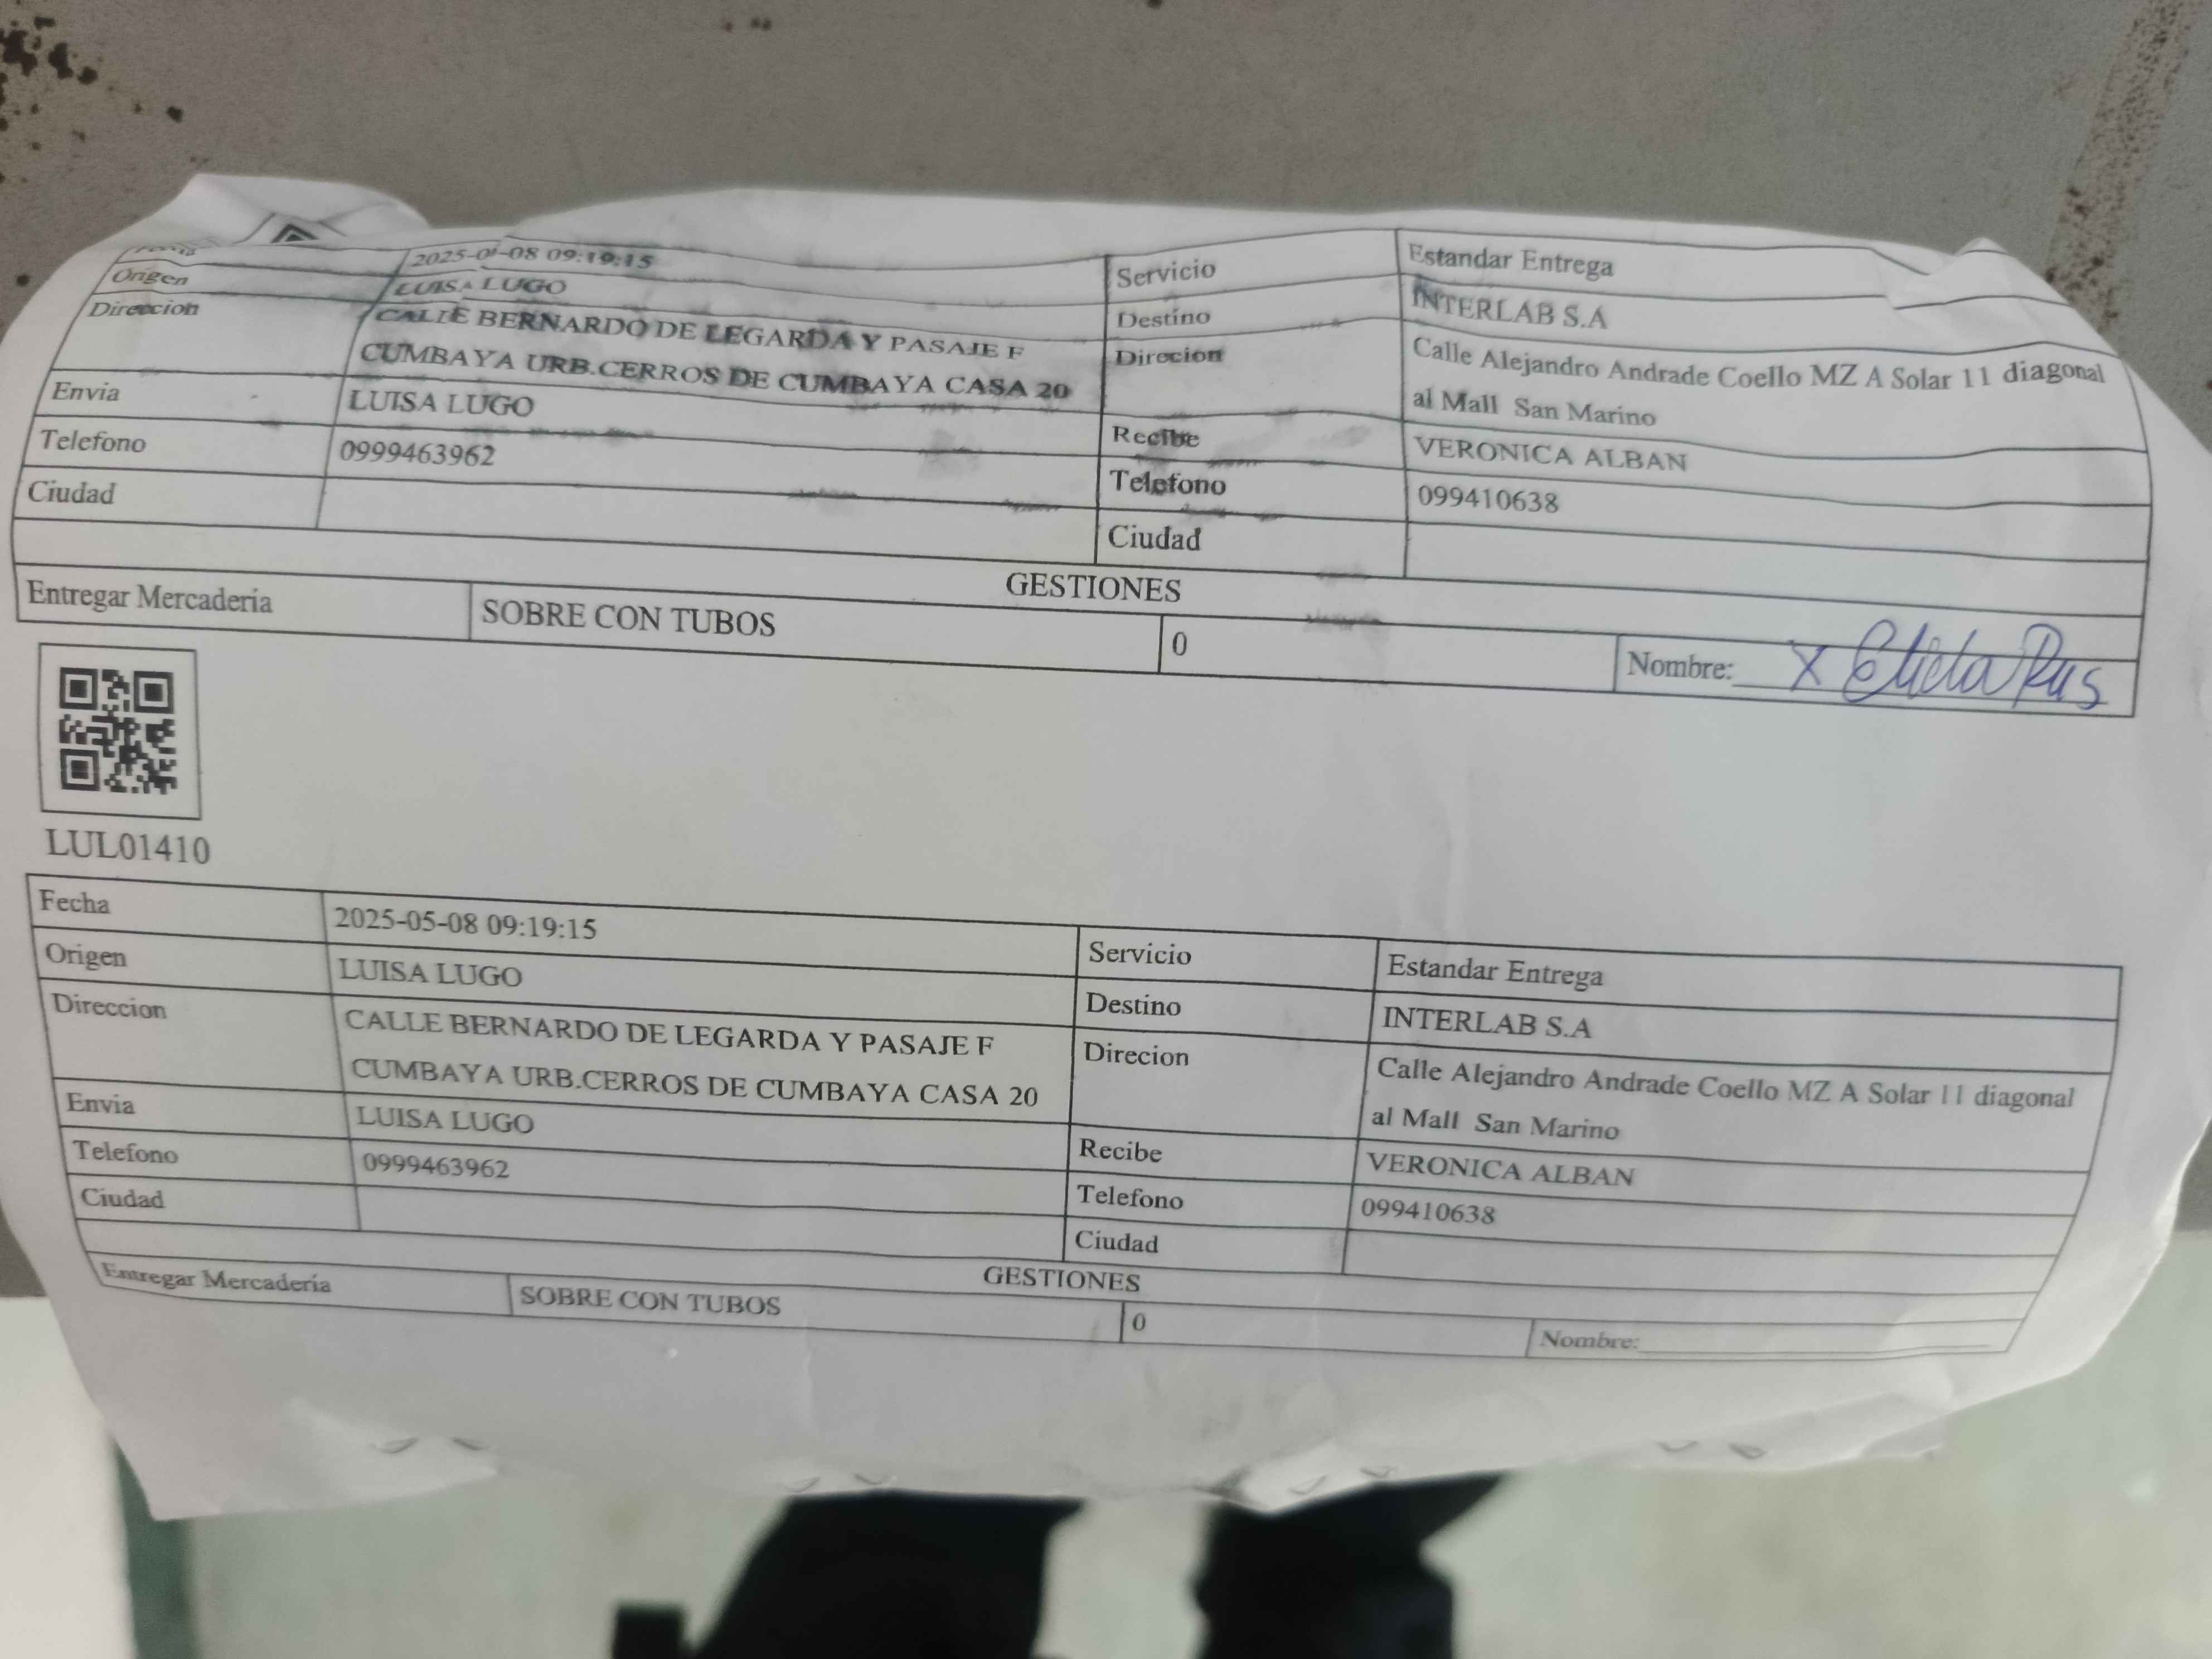 2025-0 -08 09:19:15
Servicio
Estandar Entrega
Origen
LUISA LUGO
Destino
INTERLAB S.A
Direccion
CALLE BERNARDO DE LEGARDA Y PASAJE F
CUMBAYA URB.CERROS DE CUMBAYA CASA 20
Direcion
Calle Alejandro Andrade Coello MZ A Solar 11 diagonal
al Mall San Marino
Envia
LUISA LUGO
Recibe
VERONICA ALBAN
Telefono
0999463962
Telefono
099410638
Ciudad
Ciudad
GESTIONES
Entregar Mercadería
SOBRE CON TUBOS
0
Nombre: X
LUL01410
Fecha
2025-05-08 09:19:15
Servicio
Estandar Entrega
Origen
LUISA LUGO
Destino
INTERLAB S.A
Direccion
CALLE BERNARDO DE LEGARDA Y PASAJE F
CUMBAYA URB.CERROS DE CUMBAYA CASA 20
Direcion
Calle Alejandro Andrade Coello MZ A Solar 11 diagonal
al Mall San Marino
Envia
LUISA LUGO
Recibe
VERONICA ALBAN
Telefono
0999463962
Telefono
099410638
Ciudad
Ciudad
GESTIONES
Entregar Mercadería
SOBRE CON TUBOS
0
Nombre: